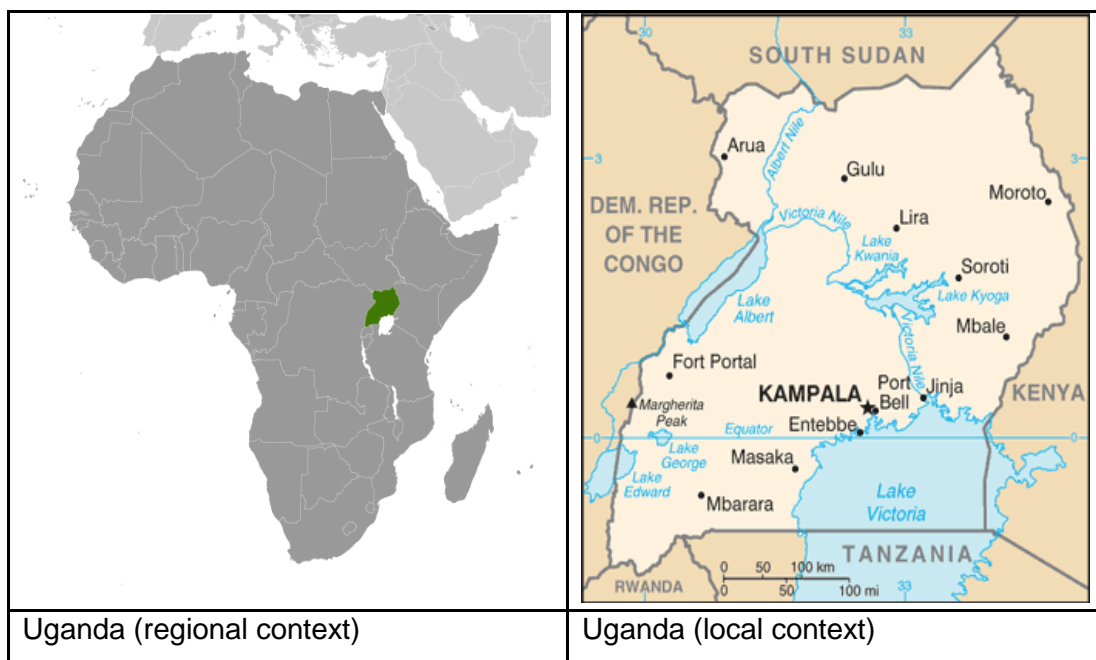 30
33
SOUTH SUDAN
Albert Nile
Arua
3
3
Gulu
Moroto
DEM. REP.
OF THE
CONGO
Victoria Nile
Lira
Lake
Kwania
Soroti
Lake
Albert
Lake Kyoga
Victoria Nile
Mbale
Fort Portal
KAMPALA
Port
Bell
Jinja
KENYA
Margherita
Peak
Entebbe
0
Equator
0
Lake
George
Masaka
Lake
Edward
Mbarara
Lake
Victoria
TANZANIA
RWANDA
0 50 100 km
0 50 100 mi
33
Uganda (regional context)
Uganda (local context)